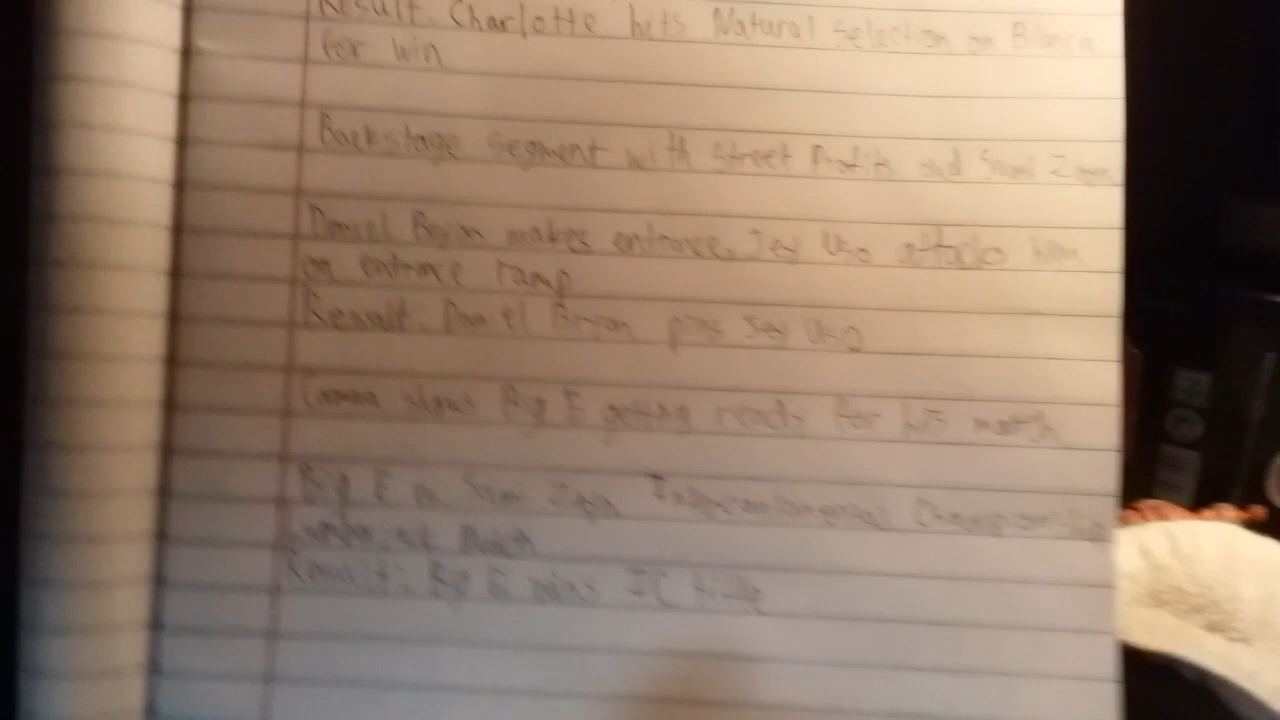 Result. Charlotte hits Natural Selection on Bianca
for win
Backstage segment with Street Profits and Sami Zayn
Daniel Bryan makes entrance. Jey Uso attacks him
on entrance ramp
Result. Daniel Bryan pins Jey Uso
Camera shows Big E getting ready for his match
Big E vs Sami Zayn Intercontinental Championship
Lumberjack Match
Result: Big E wins IC title